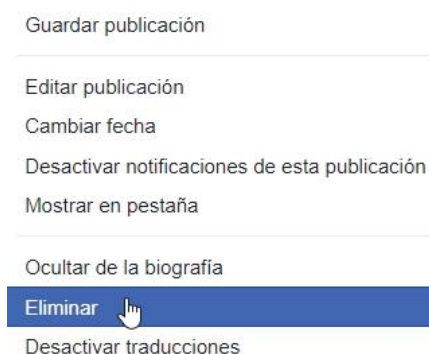 Guardar publicación
Editar publicación
Cambiar fecha
Desactivar notificaciones de esta publicación
Mostrar en pestaña
Ocultar de la biografía
Eliminar
Desactivar traducciones